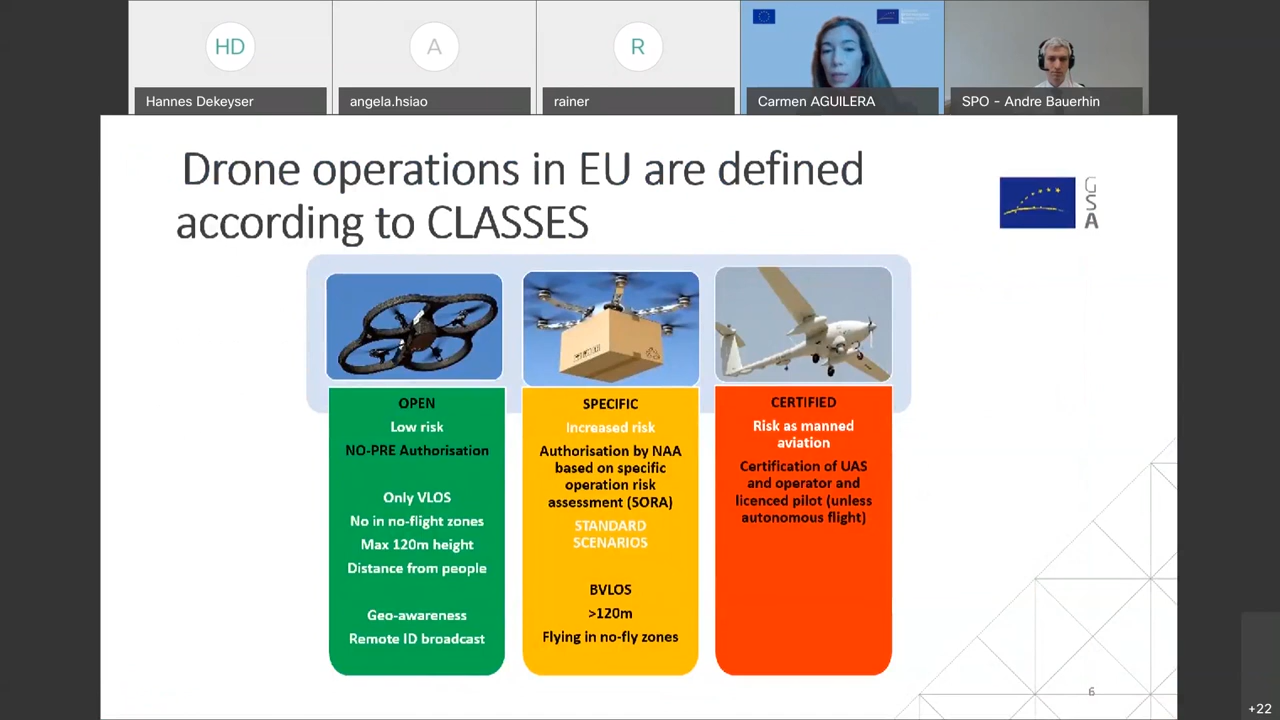 HD
A
R
Hannes Dekeyser
angela.hsiao
rainer
Carmen AGUILERA
SPO - Andre Bauerhin
Drone operations in EU are defined
according to CLASSES
GSA
OPEN
Low risk
NO-PRE Authorisation
Only VLOS
No in no-flight zones
Max 120m height
Distance from people
Geo-awareness
Remote ID broadcast
SPECIFIC
Increased risk
Authorisation by NAA
based on specific
operation risk
assessment (SORA)
STANDARD
SCENARIOS
BVLOS
>120m
Flying in no-fly zones
CERTIFIED
Risk as manned
aviation
Certification of UAS
and operator and
licenced pilot (unless
autonomous flight)
6
+22